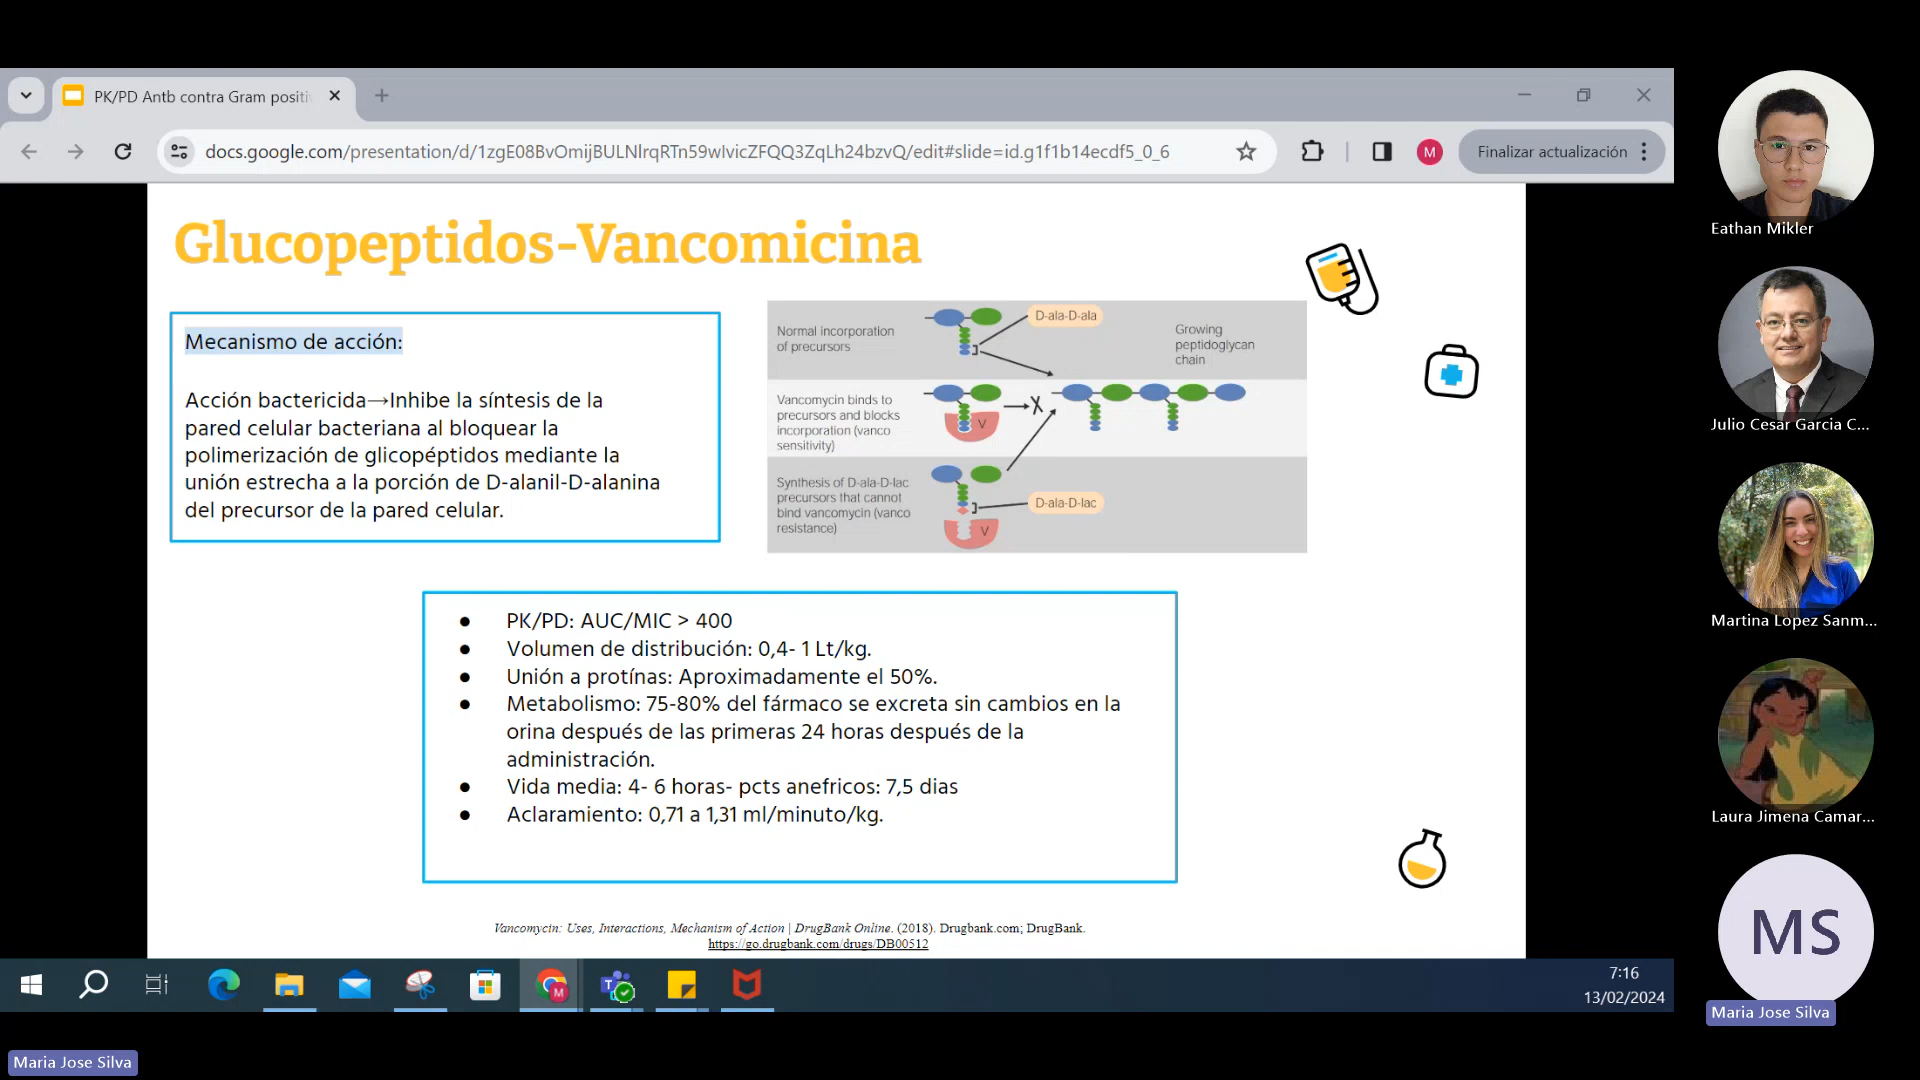 PK/PD Antb contra Gram positi
docs.google.com/presentation/d/1zgE08BvOmijBULNlrqRTn59wIvicZFQQ3ZqLh24bzvQ/edit#slide=id.g1f1b14ecdf5_0_6
M
Finalizar actualización
Glucopeptidos-Vancomicina
Mecanismo de acción:
Acción bactericida→Inhibe la síntesis de la
pared celular bacteriana al bloquear la
polimerización de glicopéptidos mediante la
unión estrecha a la porción de D-alanil-D-alanina
del precursor de la pared celular.
Normal incorporation
of precursors
D-ala-D-ala
Growing
peptidoglycan
chain
Vancomycin binds to
precursors and blocks
incorporation (vanco
sensitivity)
V
X
Synthesis of D-ala-D-lac
precursors that cannot
bind vancomycin (vanco
resistance)
D-ala-D-lac
V
● PK/PD: AUC/MIC > 400
● Volumen de distribución: 0,4- 1 Lt/kg.
● Unión a protínas: Aproximadamente el 50%.
● Metabolismo: 75-80% del fármaco se excreta sin cambios en la
orina después de las primeras 24 horas después de la
administración.
● Vida media: 4- 6 horas- pcts anefricos: 7,5 dias
● Aclaramiento: 0,71 a 1,31 ml/minuto/kg.
Vancomycin: Uses, Interactions, Mechanism of Action | DrugBank Online. (2018). Drugbank.com; DrugBank.
https://go.drugbank.com/drugs/DB00512
M
T
7:16
13/02/2024
Maria Jose Silva
Eathan Mikler
Julio Cesar Garcia C...
Martina Lopez Sanm...
Laura Jimena Camar...
MS
Maria Jose Silva